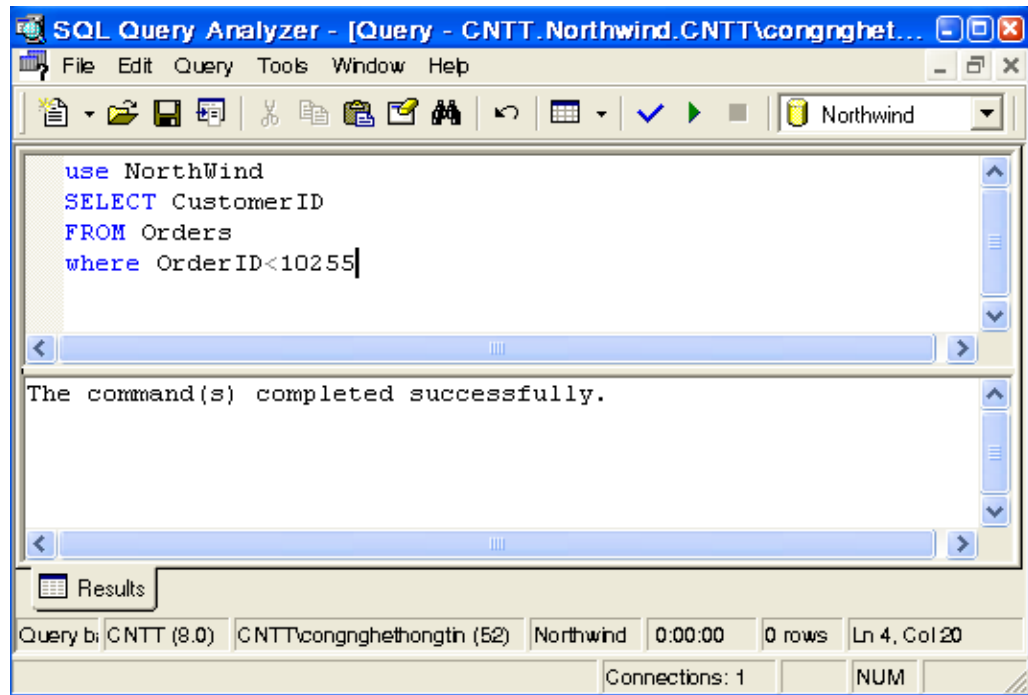 SQL Query Analyzer - [Query - CNTT.Northwind.CNTT\congnghet...
File Edit Query Tools Window Help
Northwind
use NorthWind
SELECT CustomerID
FROM Orders
where OrderID<10255
The command(s) completed successfully.
Results
Query b CNTT (8.0) CNTT\congnghethongtin (52) Northwind 0:00:00 0 rows Ln 4, Col 20
Connections: 1 NUM